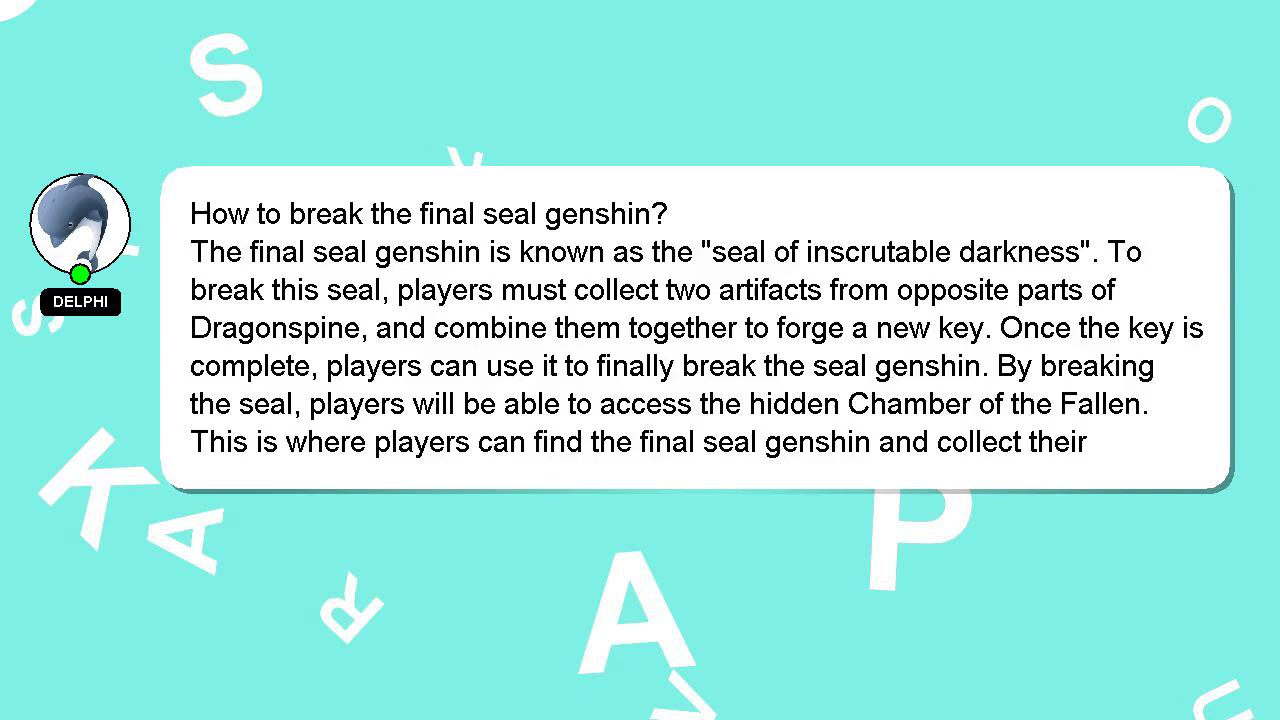 S
O
DELPHI
How to break the final seal genshin?
The final seal genshin is known as the "seal of inscrutable darkness". To
break this seal, players must collect two artifacts from opposite parts of
Dragonspine, and combine them together to forge a new key. Once the key is
complete, players can use it to finally break the seal genshin. By breaking
the seal, players will be able to access the hidden Chamber of the Fallen.
This is where players can find the final seal genshin and collect their
S
K
A
P
R
A
V
U